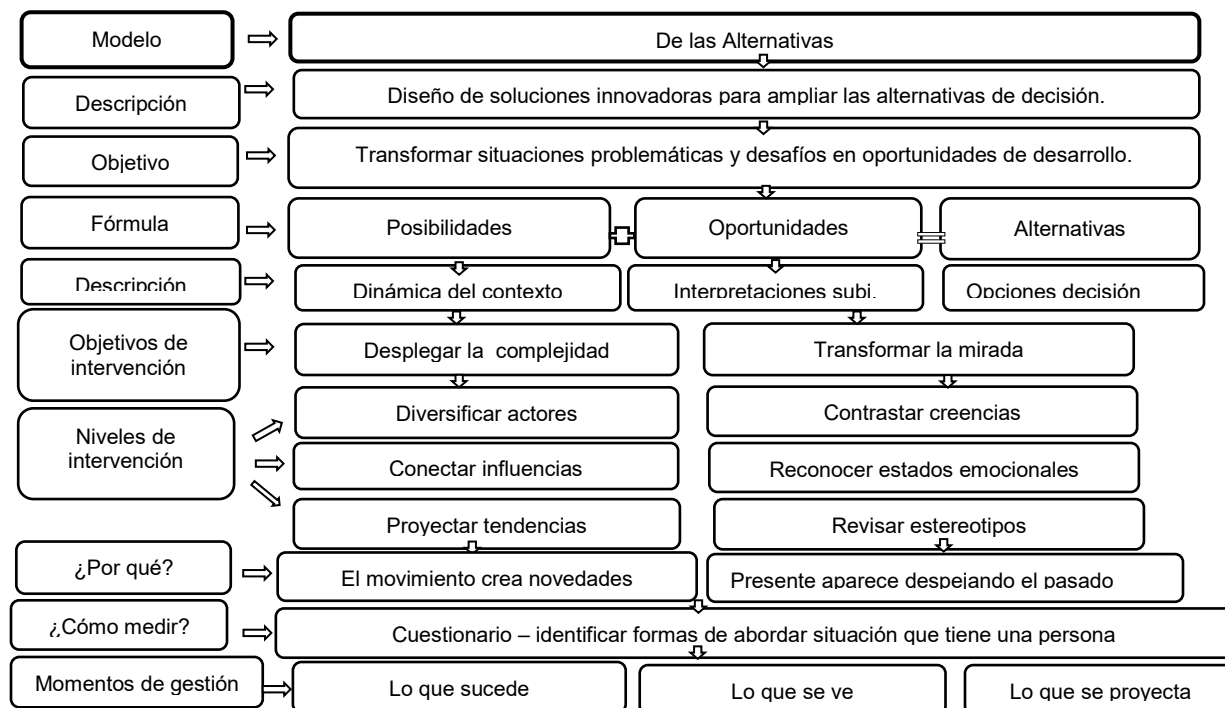 Modelo
De las Alternativas
Descripción
Diseño de soluciones innovadoras para ampliar las alternativas de decisión.
Objetivo
Transformar situaciones problemáticas y desafíos en oportunidades de desarrollo.
Fórmula
Posibilidades
Oportunidades
Alternativas
Descripción
Dinámica del contexto
Interpretaciones subj.
Opciones decisión
Objetivos de
intervención
Desplegar la complejidad
Transformar la mirada
Niveles de
intervención
Diversificar actores
Contrastar creencias
Conectar influencias
Reconocer estados emocionales
Proyectar tendencias
Revisar estereotipos
¿Por qué?
El movimiento crea novedades
Presente aparece despejando el pasado
¿Cómo medir?
Cuestionario – identificar formas de abordar situación que tiene una persona
Momentos de gestión
Lo que sucede
Lo que se ve
Lo que se proyecta